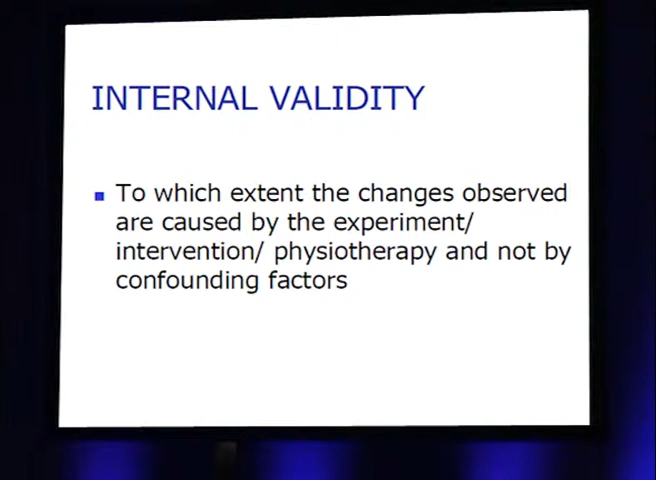 INTERNAL VALIDITY
To which extent the changes observed
are caused by the experiment/
intervention/ physiotherapy and not by
confounding factors